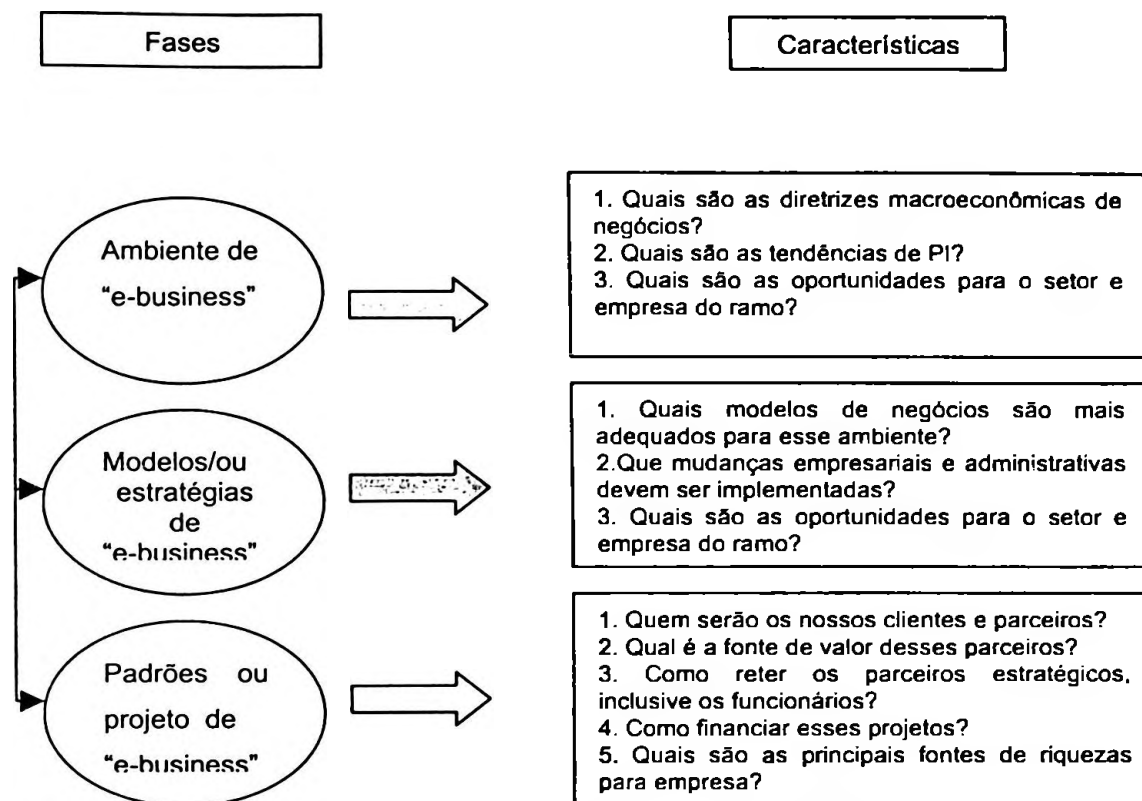 Fases
Características
Ambiente de
“e-business”
1. Quais são as diretrizes macroeconômicas de
negócios?
2. Quais são as tendências de PI?
3. Quais são as oportunidades para o setor e
empresa do ramo?
Modelos/ou
estratégias
de
“e-business”
1. Quais modelos de negócios são mais
adequados para esse ambiente?
2.Que mudanças empresariais e administrativas
devem ser implementadas?
3. Quais são as oportunidades para o setor e
empresa do ramo?
Padrões ou
projeto de
“e-business”
1. Quem serão os nossos clientes e parceiros?
2. Qual é a fonte de valor desses parceiros?
3. Como reter os parceiros estratégicos,
inclusive os funcionários?
4. Como financiar esses projetos?
5. Quais são as principais fontes de riquezas
para empresa?